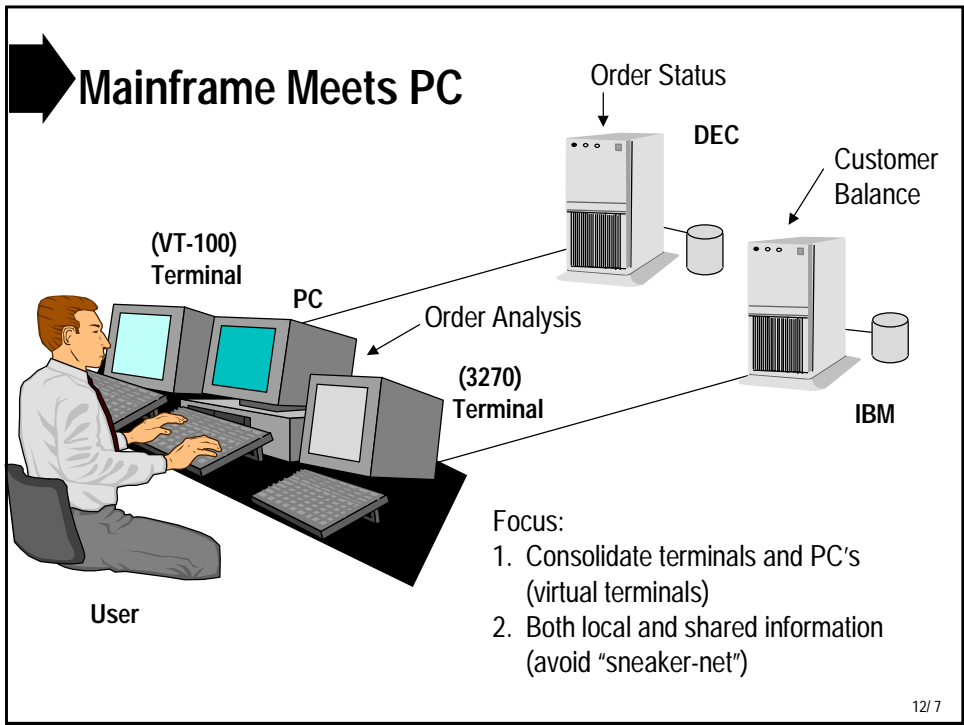 Mainframe Meets PC
Order Status
DEC
Customer
Balance
(VT-100)
Terminal
PC
Order Analysis
(3270)
Terminal
IBM
User
Focus:
1. Consolidate terminals and PC's
(virtual terminals)
2. Both local and shared information
(avoid “sneaker-net”)
12/ 7